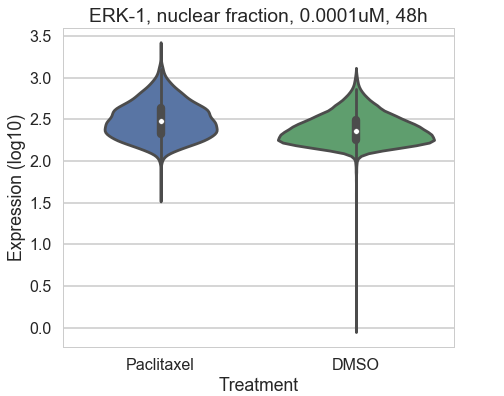 ERK-1, nuclear fraction, 0.0001uM, 48h
3.5
3.0
2.5
2.0
1.5
1.0
0.5
0.0
Expression (log10)
Paclitaxel DMSO
Treatment